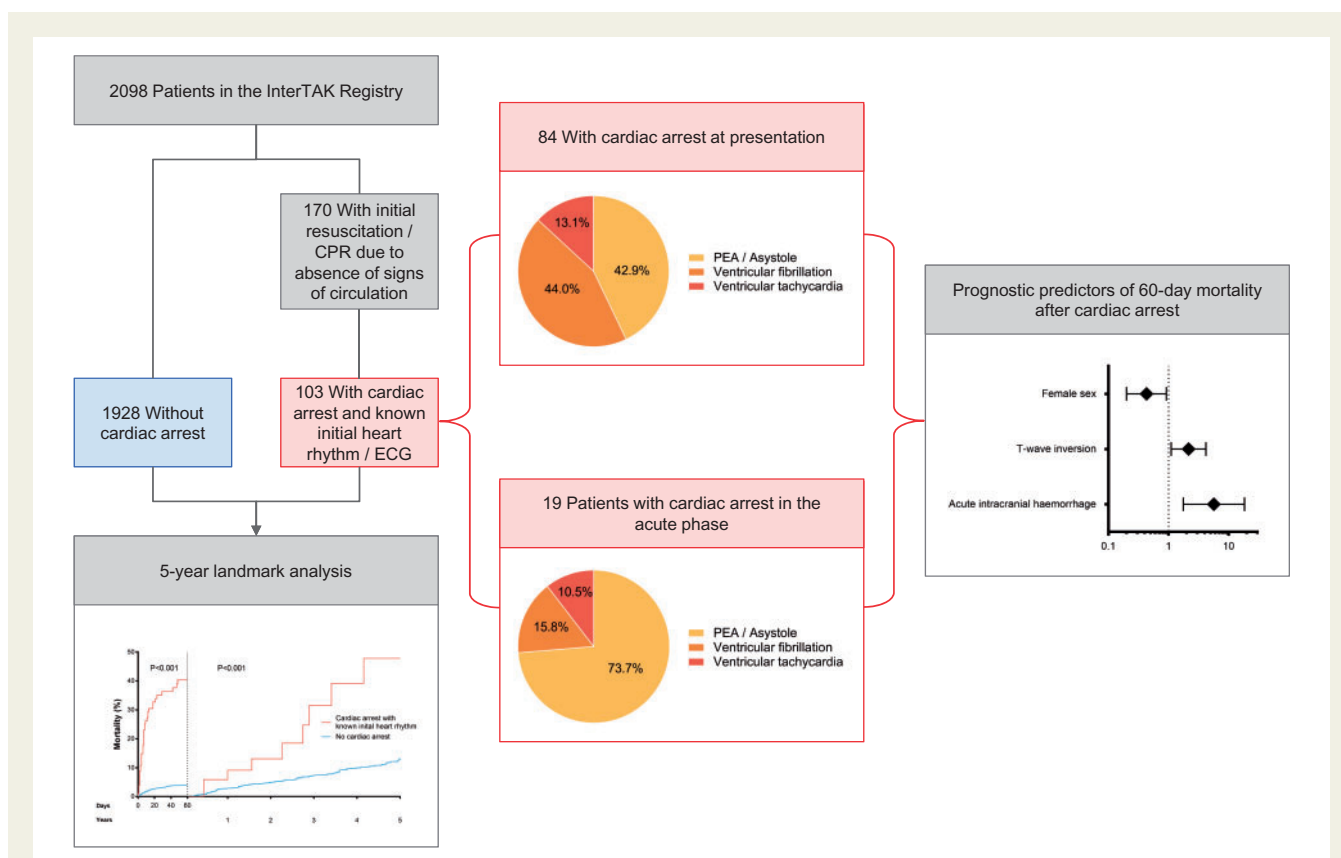 2098 Patients in the InterTAK Registry
170 With initial
resuscitation /
CPR due to
absence of signs
of circulation
1928 Without
cardiac arrest
103 With cardiac
arrest and known
initial heart
rhythm / ECG
5-year landmark analysis
Mortality (%)
50
40
30
20
10
0
P<0.001
P<0.001
Cardiac arrest with
known inital heart rhythm
No cardiac arrest
Days
0 20 40 60
Years
1 2 3 4 5
84 With cardiac arrest at presentation
13.1%
42.9%
44.0%
PEA / Asystole
Ventricular fibrillation
Ventricular tachycardia
19 Patients with cardiac arrest in the
acute phase
10.5%
15.8%
73.7%
PEA / Asystole
Ventricular fibrillation
Ventricular tachycardia
Prognostic predictors of 60-day mortality
after cardiac arrest
Female sex
T-wave inversion
Acute intracranial haemorrhage
0.1 1 10